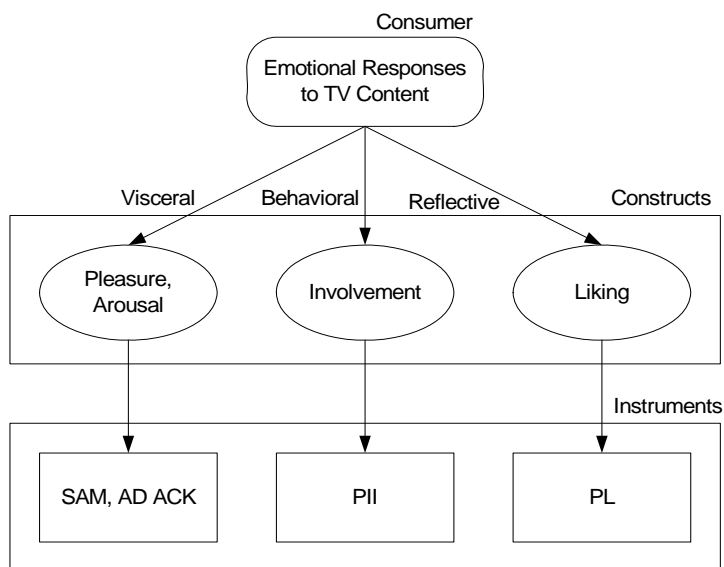 Consumer
Emotional Responses
to TV Content
Visceral
Behavioral
Reflective
Constructs
Pleasure,
Arousal
Involvement
Liking
Instruments
SAM, AD ACK
PII
PL